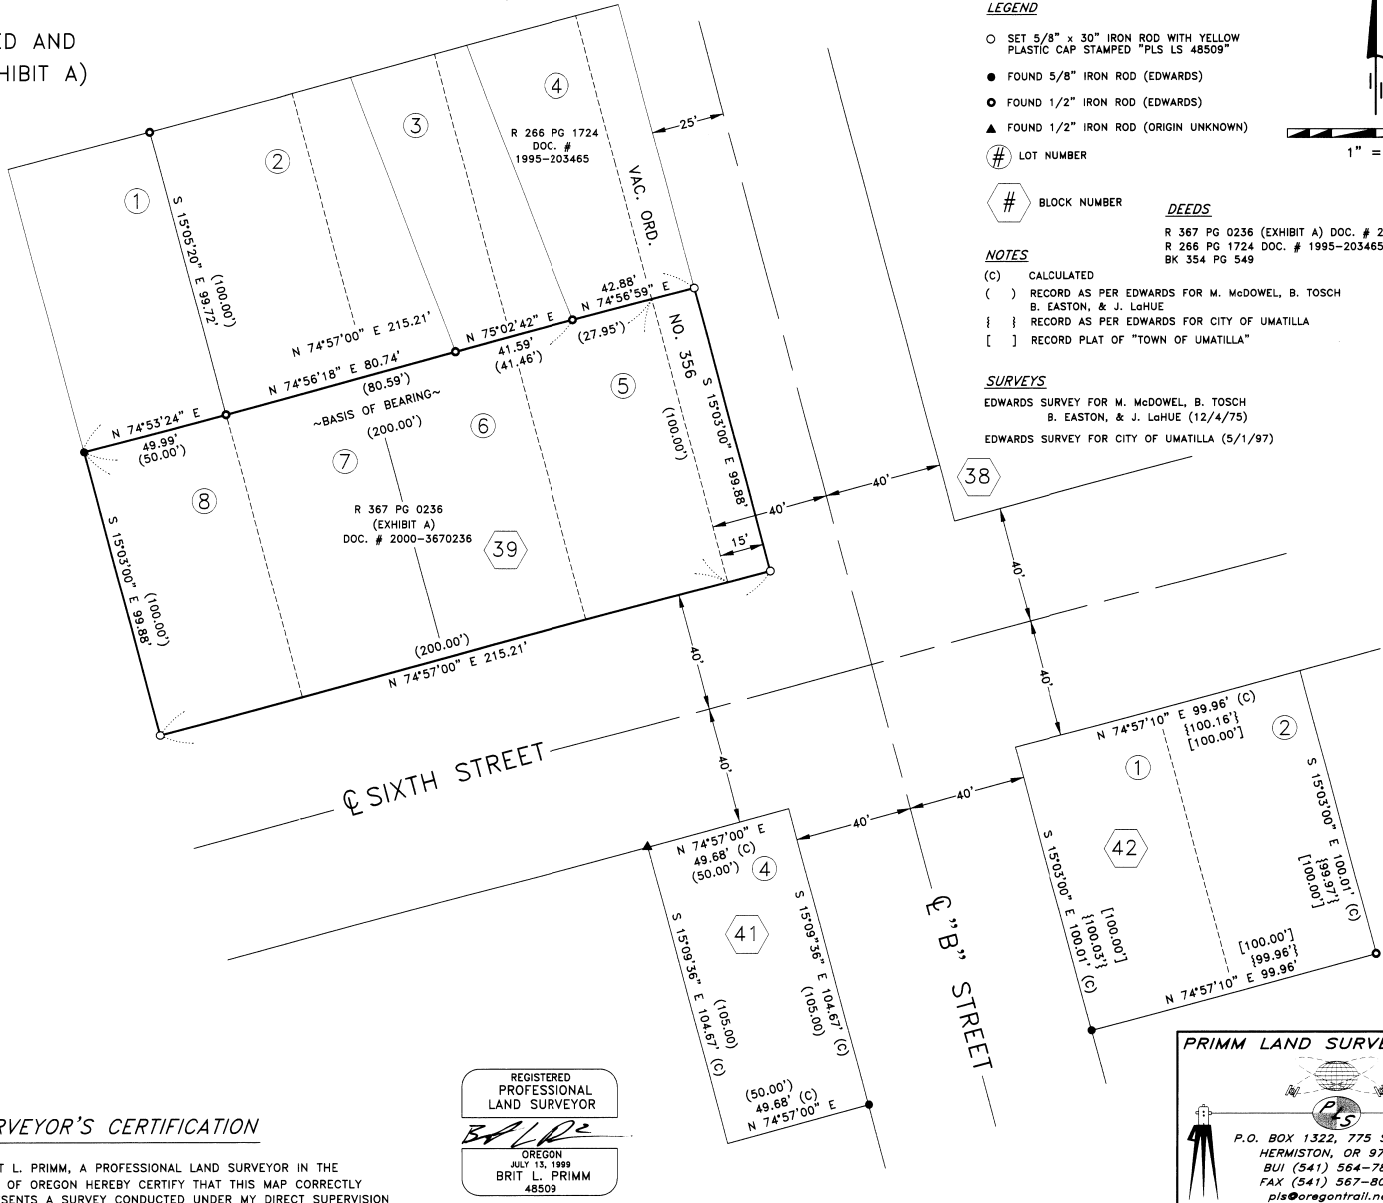 ED AND
HIBIT A)
1
2
3
4
R 266 PG 1724
DOC. #
1995-203465
VAC. ORD.
NO. 356
25'
S 15°05'20" E 99.72'
(100.00')
N 74°57'00" E 215.21'
N 74°53'24" E
49.99'
(50.00')
N 74°56'18" E 80.74'
(80.59')
N 75°02'42" E
41.59'
(41.46')
42.88'
N 74°56'59" E
(27.95')
~BASIS OF BEARING~
(200.00')
5
6
7
8
R 367 PG 0236
(EXHIBIT A)
DOC. # 2000-3670236
39
(100.00')
S 15°03'00" E 99.88'
S 15°03'00" E 99.88'
(100.00')
(200.00')
N 74°57'00" E 215.21'
40'
40'
15'
40'
40'
40'
40'
40'
40'
38
℄ SIXTH STREET
℄ "B" STREET
N 74°57'00" E
49.68' (C)
(50.00')
4
41
S 15°09'36" E 104.67' (C)
(105.00)
S 15°09"36" E 104.67' (C)
(105.00)
(50.00')
49.68' (C)
N 74°57'00" E
N 74°57'10" E 99.96' (C)
{100.16'}
[100.00']
1
2
42
S 15°03'00" E 100.01' (C)
{100.03'}
[100.00']
S 15°03'00" E 100.01' (C)
{99.97'}
[100.00']
[100.00']
{99.96'}
N 74°57'10" E 99.96'
LEGEND
SET 5/8" x 30" IRON ROD WITH YELLOW
PLASTIC CAP STAMPED "PLS LS 48509"
FOUND 5/8" IRON ROD (EDWARDS)
FOUND 1/2" IRON ROD (EDWARDS)
FOUND 1/2" IRON ROD (ORIGIN UNKNOWN)
# LOT NUMBER
# BLOCK NUMBER
1" =
DEEDS
R 367 PG 0236 (EXHIBIT A) DOC. # 2
R 266 PG 1724 DOC. # 1995-203465
BK 354 PG 549
NOTES
(C) CALCULATED
( ) RECORD AS PER EDWARDS FOR M. McDOWEL, B. TOSCH
B. EASTON, & J. LaHUE
{ } RECORD AS PER EDWARDS FOR CITY OF UMATILLA
[ ] RECORD PLAT OF "TOWN OF UMATILLA"
SURVEYS
EDWARDS SURVEY FOR M. McDOWEL, B. TOSCH
B. EASTON, & J. LaHUE (12/4/75)
EDWARDS SURVEY FOR CITY OF UMATILLA (5/1/97)
RVEYOR'S CERTIFICATION
T L. PRIMM, A PROFESSIONAL LAND SURVEYOR IN THE
OF OREGON HEREBY CERTIFY THAT THIS MAP CORRECTLY
SENTS A SURVEY CONDUCTED UNDER MY DIRECT SUPERVISION
REGISTERED
PROFESSIONAL
LAND SURVEYOR
OREGON
JULY 13, 1999
BRIT L. PRIMM
48509
PRIMM LAND SURVE
PLS
P.O. BOX 1322, 775 S
HERMISTON, OR 97
BUI (541) 564-78
FAX (541) 567-80
pls@oregontrail.n